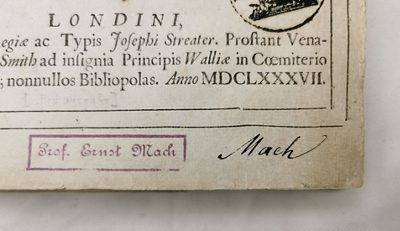 LONDINI,
egiæ ac Typis Josephi Streater. Prostant Vena-
Smith ad insignia Principis Walliæ in Cœmiterio
; nonnullos Bibliopolas. Anno MDCLXXXVII.
Prof. Ernst Mach
Mach